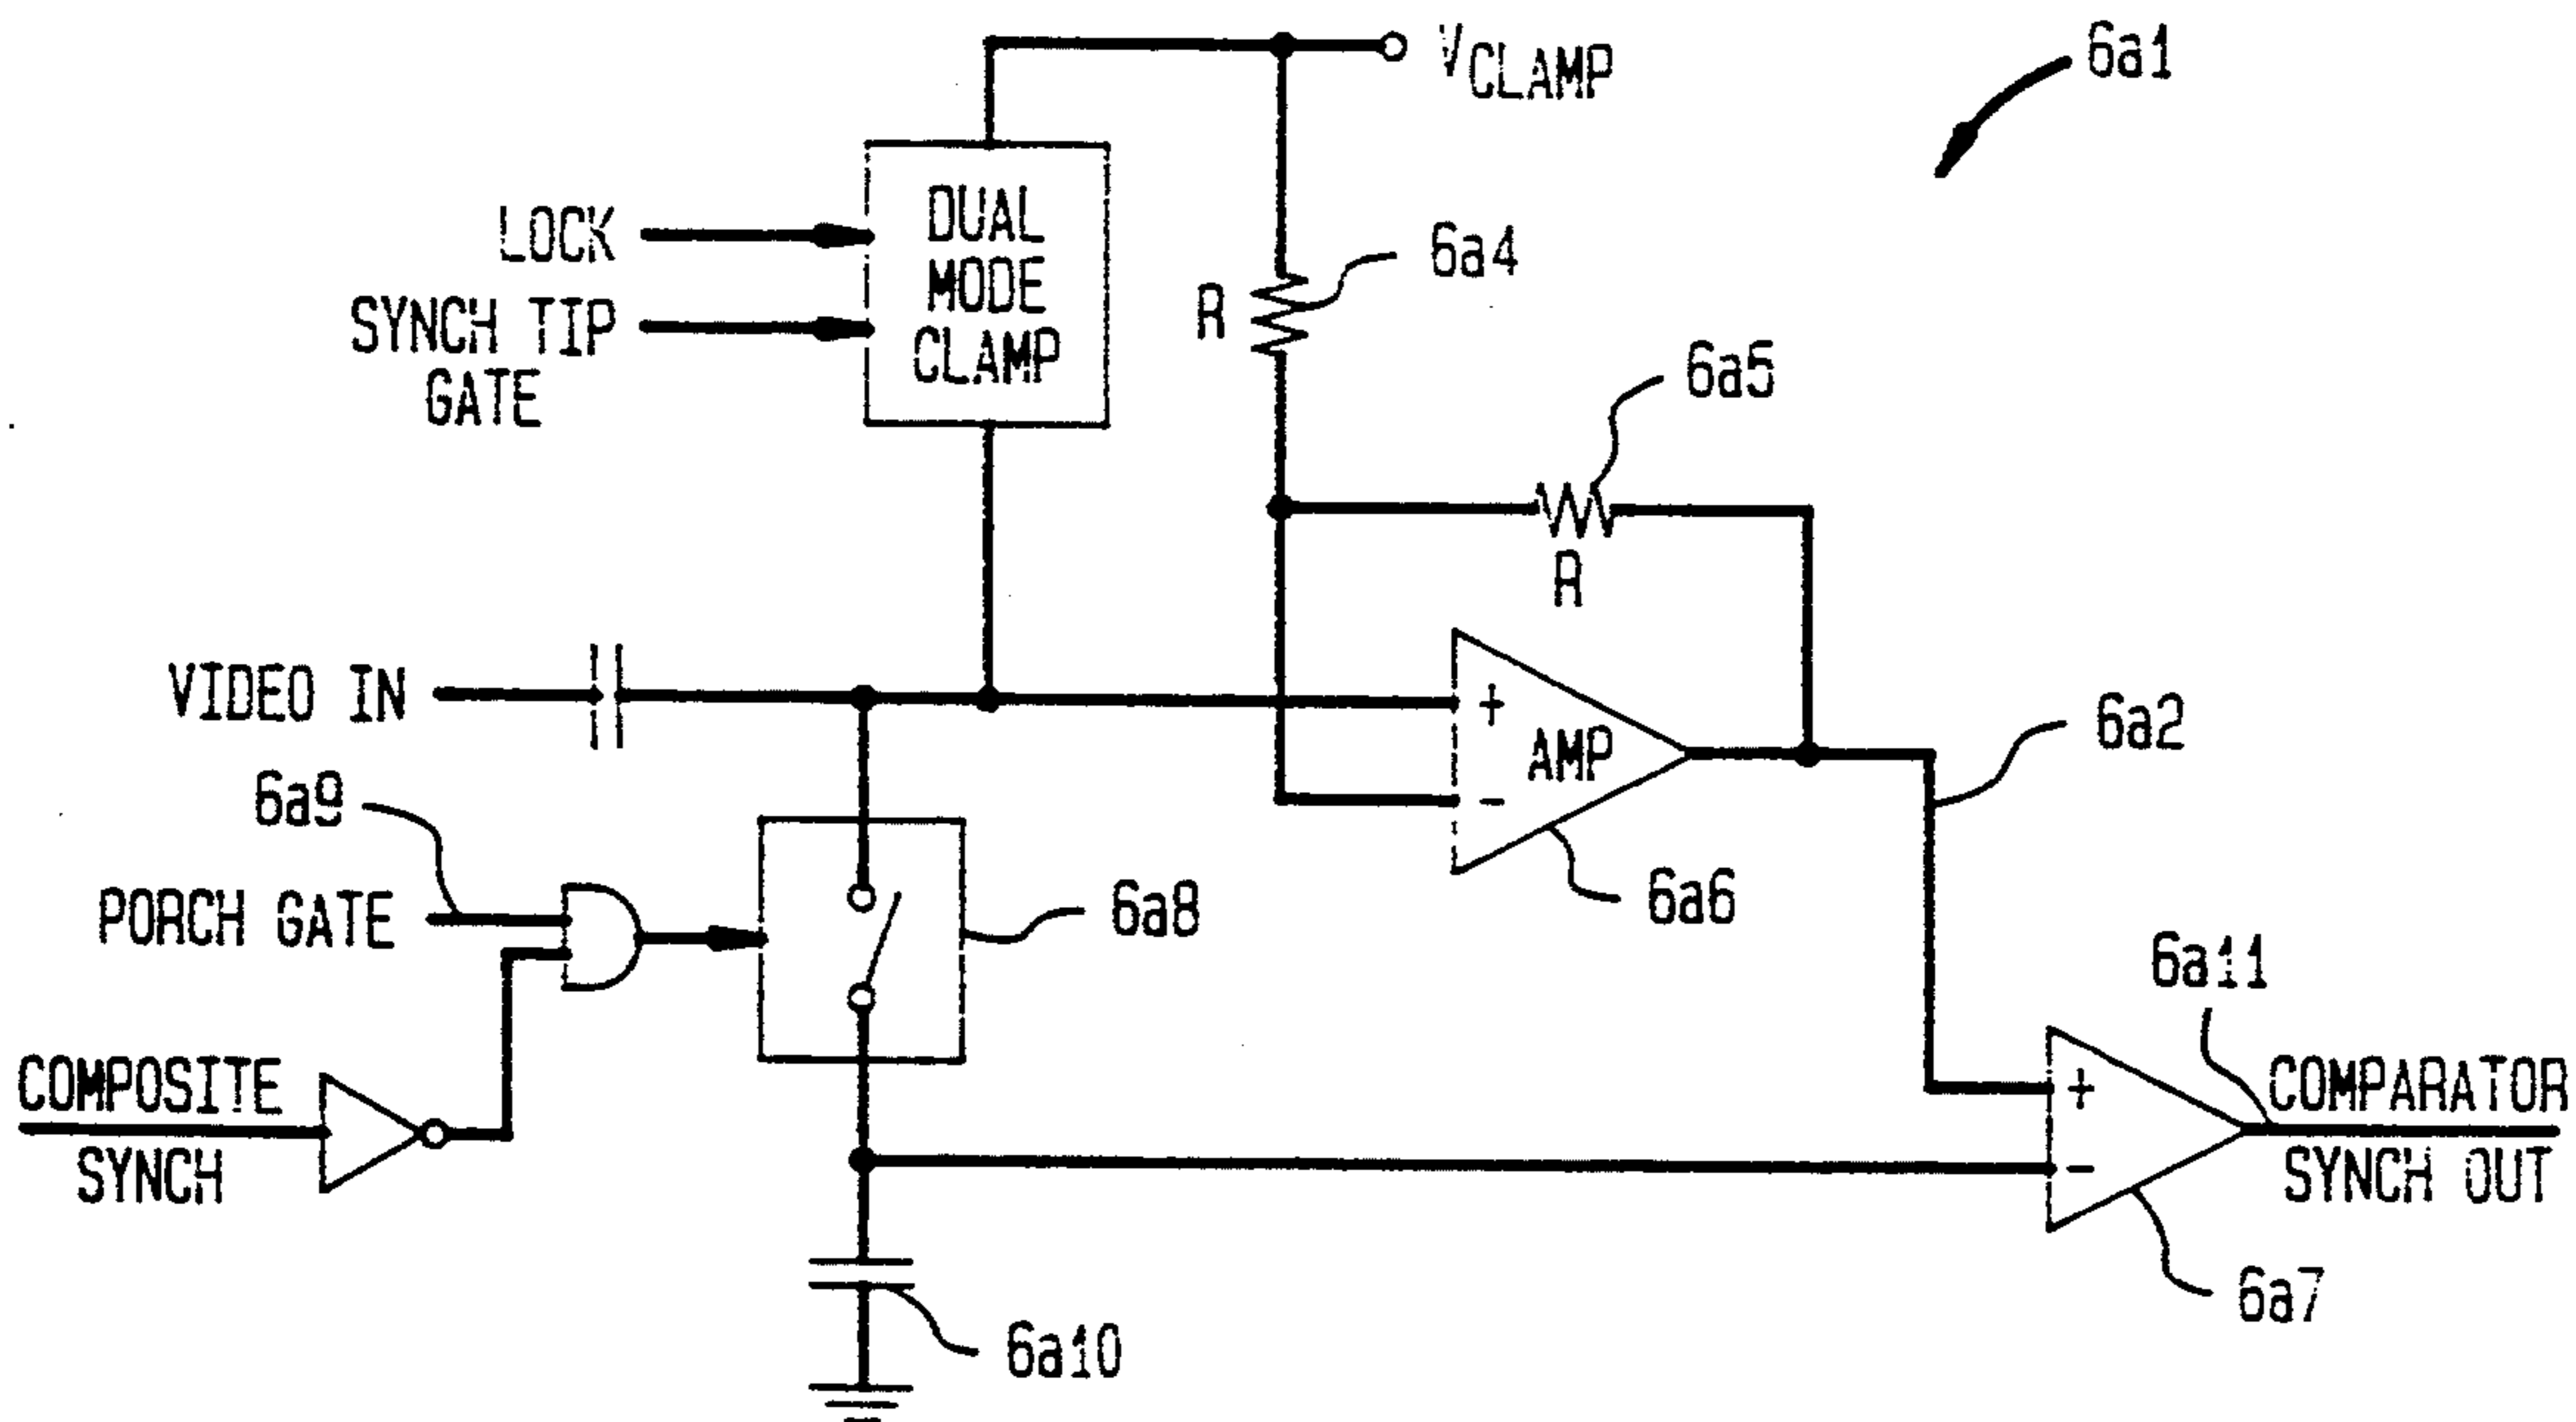 V CLAMP
6a1
DUAL
MODE
CLAMP
LOCK
SYNCH TIP
GATE
R
6a4
6a5
R
VIDEO IN
+
AMP
-
6a2
6a9
PORCH GATE
6a8
6a6
6a11
COMPOSITE
SYNCH
+
-
COMPARATOR
SYNCH OUT
6a7
6a10